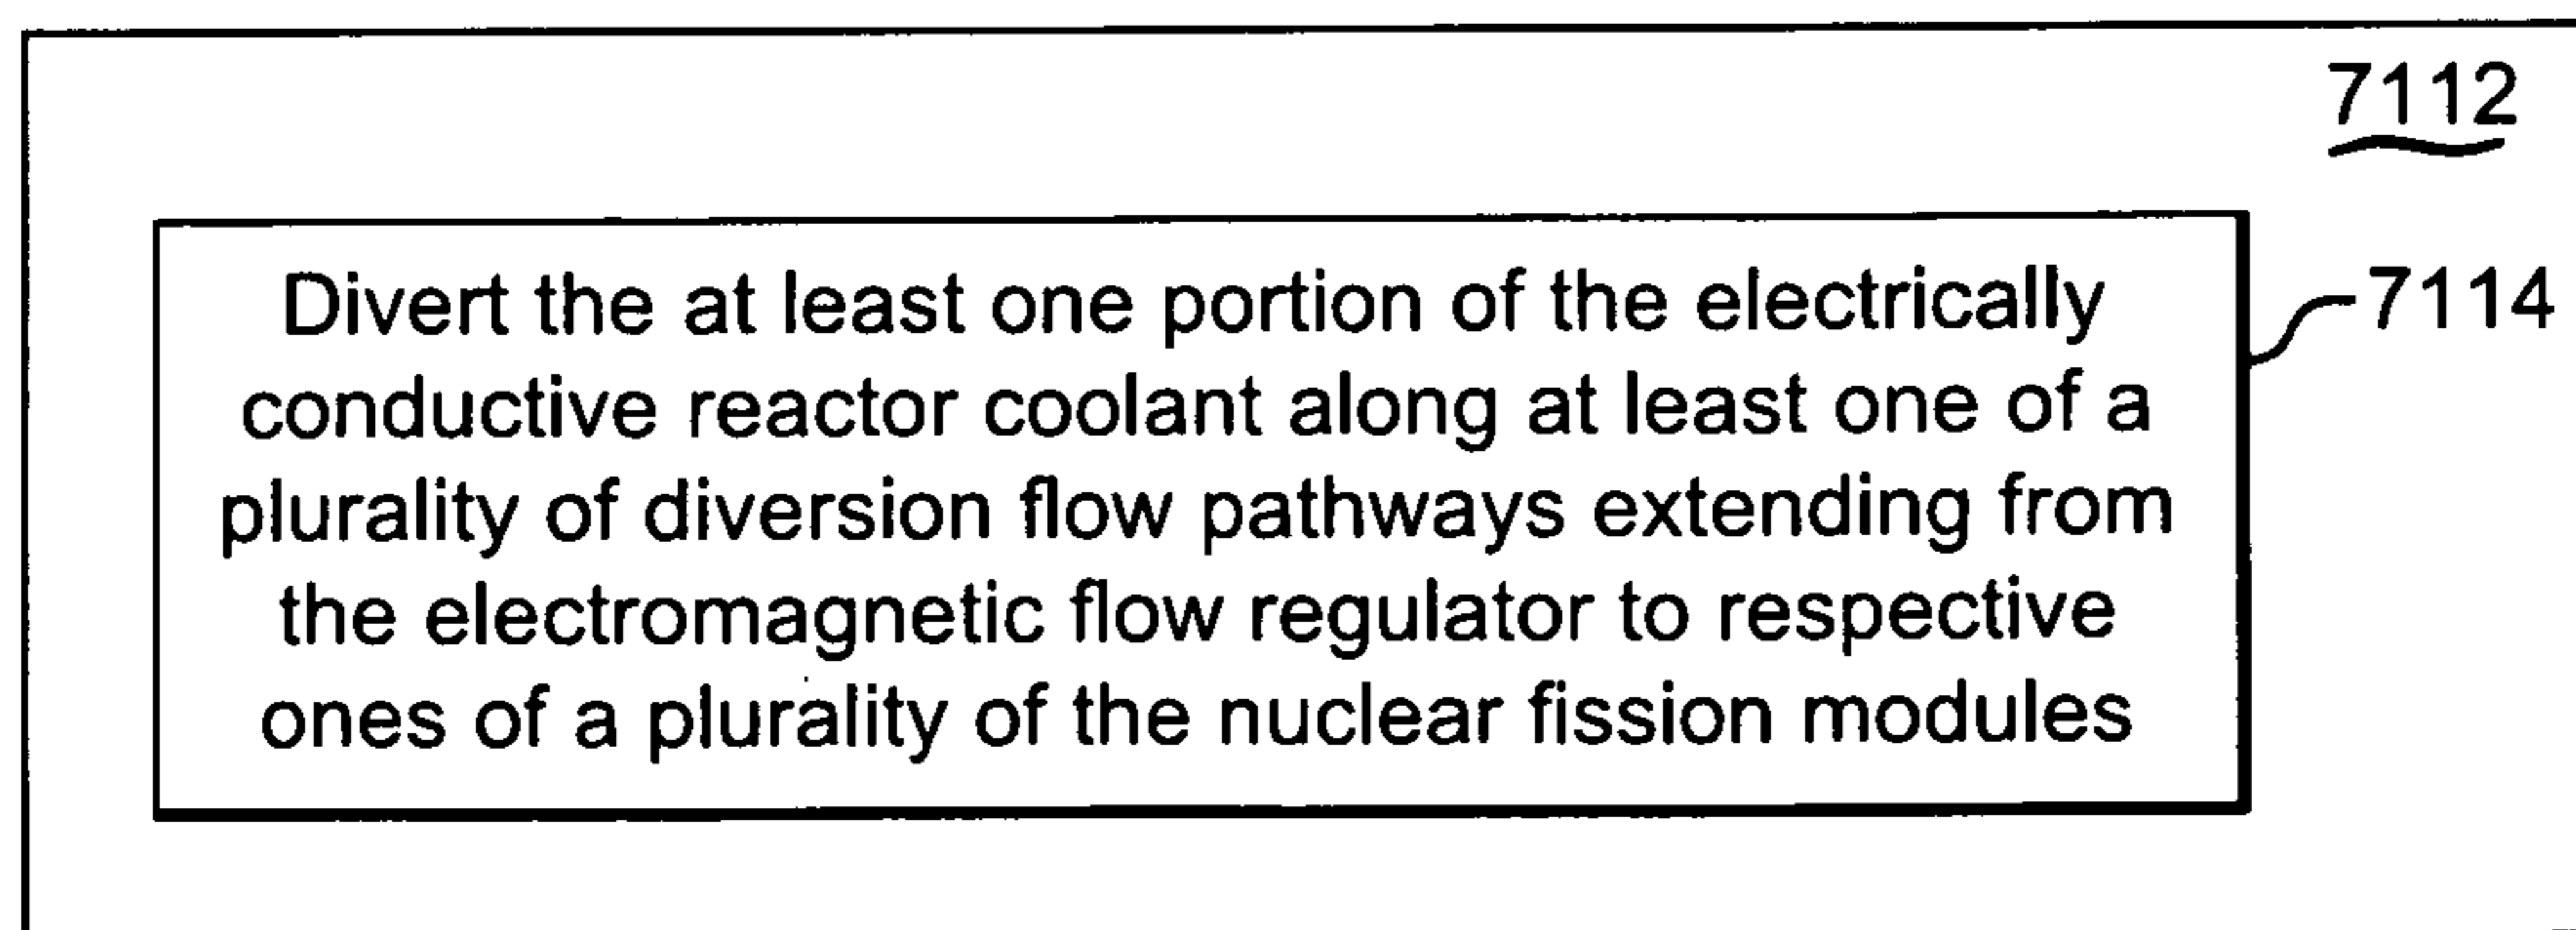 7112
Divert the at least one portion of the electrically
7114
conductive reactor coolant along at least one of a
plurality of diversion flow pathways extending from
the electromagnetic flow regulator to respective
ones of a plurality of the nuclear fission modules